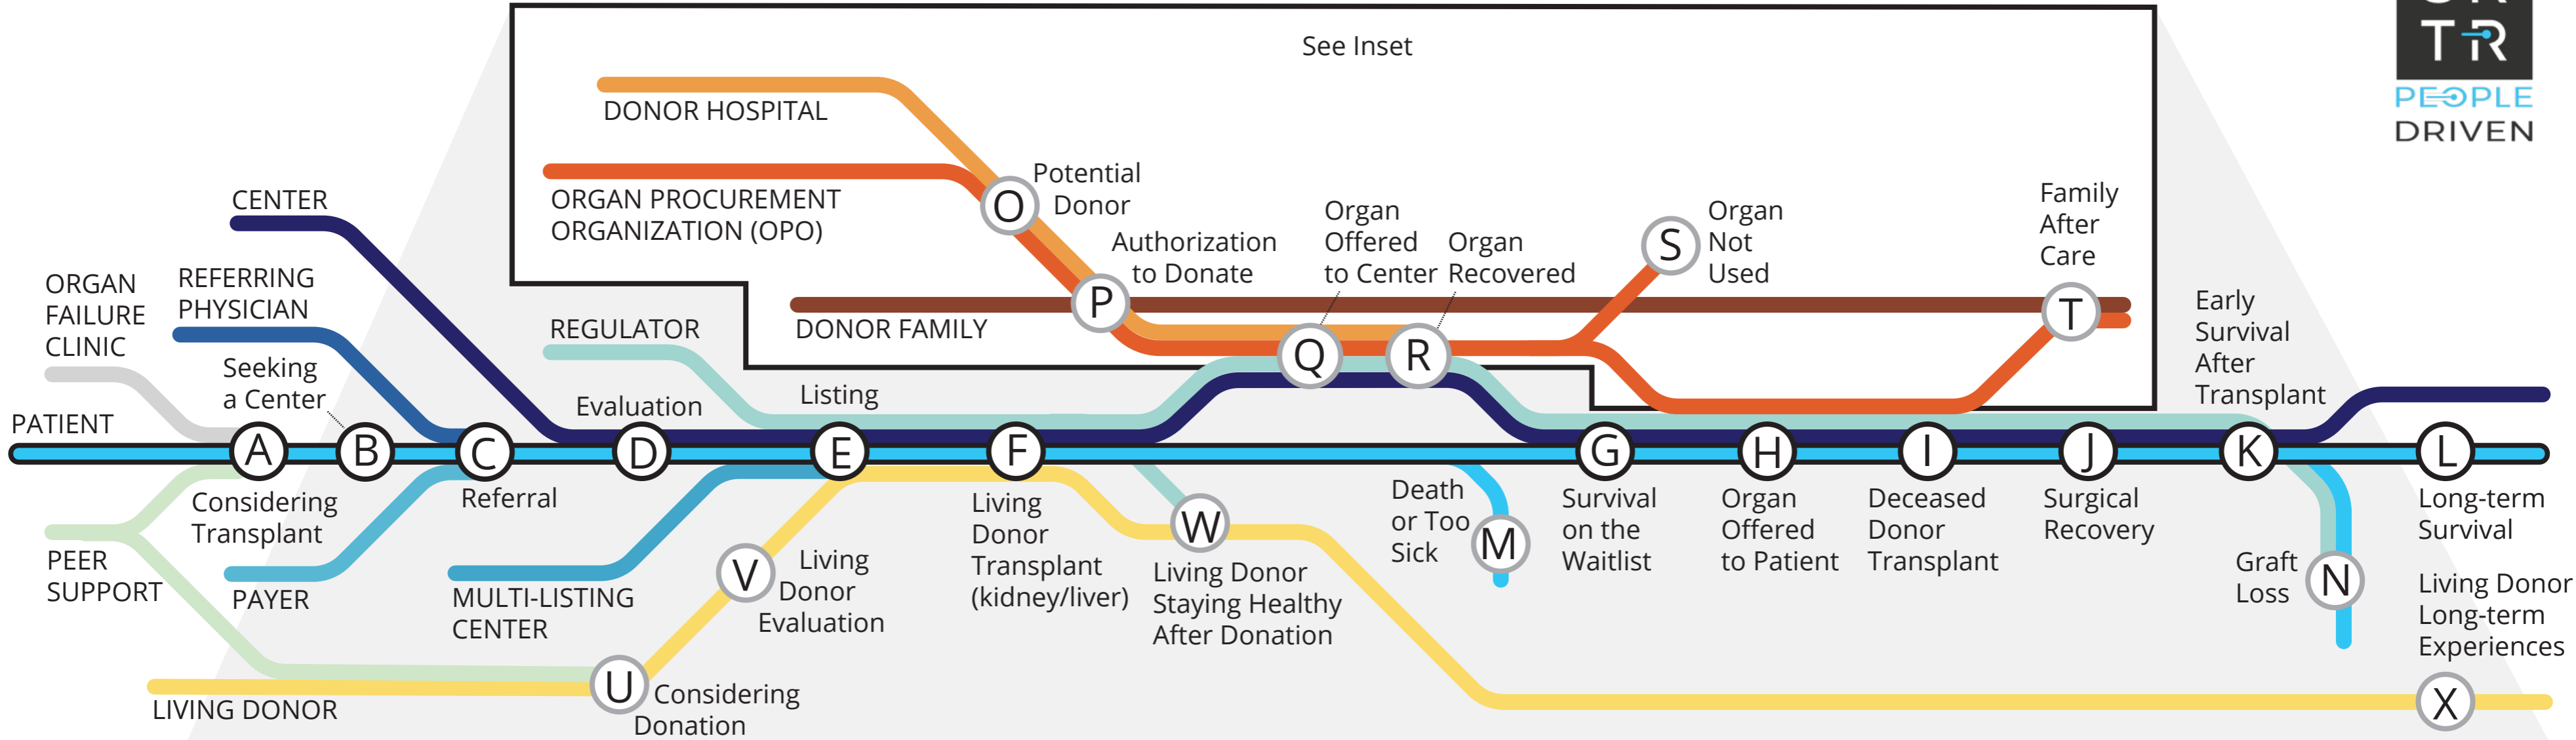 See Inset
T R
PEOPLE
DRIVEN
DONOR HOSPITAL
ORGAN PROCUREMENT
ORGANIZATION (OPO)
O
Potential
Donor
P
Authorization
to Donate
Organ
Offered
to Center
Q
Organ
Recovered
R
S
Organ
Not
Used
Family
After
Care
T
DONOR FAMILY
CENTER
REFERRING
PHYSICIAN
ORGAN
FAILURE
CLINIC
REGULATOR
Seeking
a Center
Evaluation
Listing
Early
Survival
After
Transplant
PATIENT
A
B
C
D
E
F
G
H
I
J
K
L
Considering
Transplant
Referral
Living
Donor
Transplant
(kidney/liver)
W
Living Donor
Staying Healthy
After Donation
Death
or Too
Sick
M
Survival
on the
Waitlist
Organ
Offered
to Patient
Deceased
Donor
Transplant
Surgical
Recovery
Graft
Loss
N
Long-term
Survival
PEER
SUPPORT
PAYER
MULTI-LISTING
CENTER
V
Living
Donor
Evaluation
U
Considering
Donation
LIVING DONOR
Living Donor
Long-term
Experiences
X